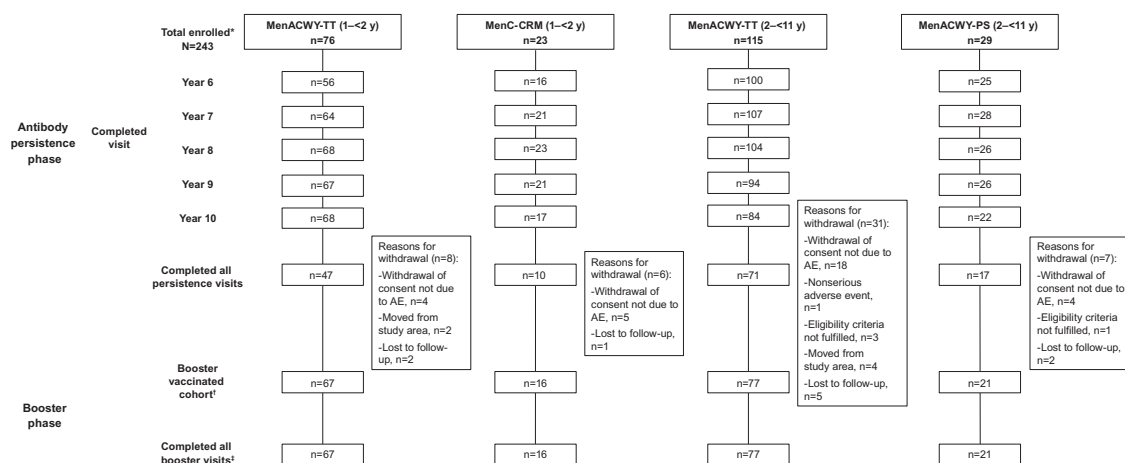 Total enrolled*
N=243
MenACWY-TT (1–<2 y)
n=76
MenC-CRM (1–<2 y)
n=23
MenACWY-TT (2–<11 y)
n=115
MenACWY-PS (2–<11 y)
n=29
Antibody
persistence
phase
Completed
visit
Year 6
n=56
n=16
n=100
n=25
Year 7
n=64
n=21
n=107
n=28
Year 8
n=68
n=23
n=104
n=26
Year 9
n=67
n=21
n=94
n=26
Year 10
n=68
n=17
n=84
n=22
Reasons for
withdrawal (n=8):
-Withdrawal of
consent not due
to AE, n=4
-Moved from
study area, n=2
-Lost to follow-
up, n=2
Reasons for
withdrawal (n=6):
-Withdrawal of
consent not due to
AE, n=5
-Lost to follow-up,
n=1
Reasons for
withdrawal (n=31):
-Withdrawal of
consent not due to
AE, n=18
-Nonserious
adverse event,
n=1
-Eligibility criteria
not fulfilled, n=3
-Moved from
study area, n=4
-Lost to follow-up,
n=5
Reasons for
withdrawal (n=7):
-Withdrawal of
consent not due to
AE, n=4
-Eligibility criteria
not fulfilled, n=1
-Lost to follow-up,
n=2
Completed all
persistence visits
n=47
n=10
n=71
n=17
Booster
phase
Booster
vaccinated
cohort†
n=67
n=16
n=77
n=21
Completed all
booster visits‡
n=67
n=16
n=77
n=21